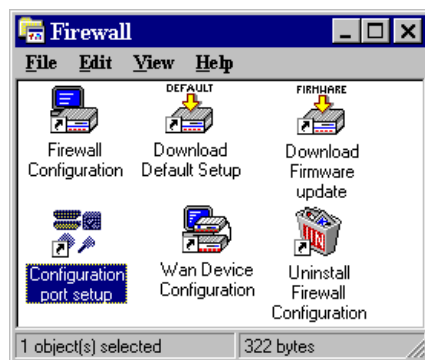 Firewall
File Edit View Help
DEFAULT
FIRMWARE
Firewall
Configuration
Download
Default Setup
Download
Firmware
update
Configuration
port setup
Wan Device
Configuration
UN
Uninstall
Firewall
Configuration
1 object(s) selected
322 bytes